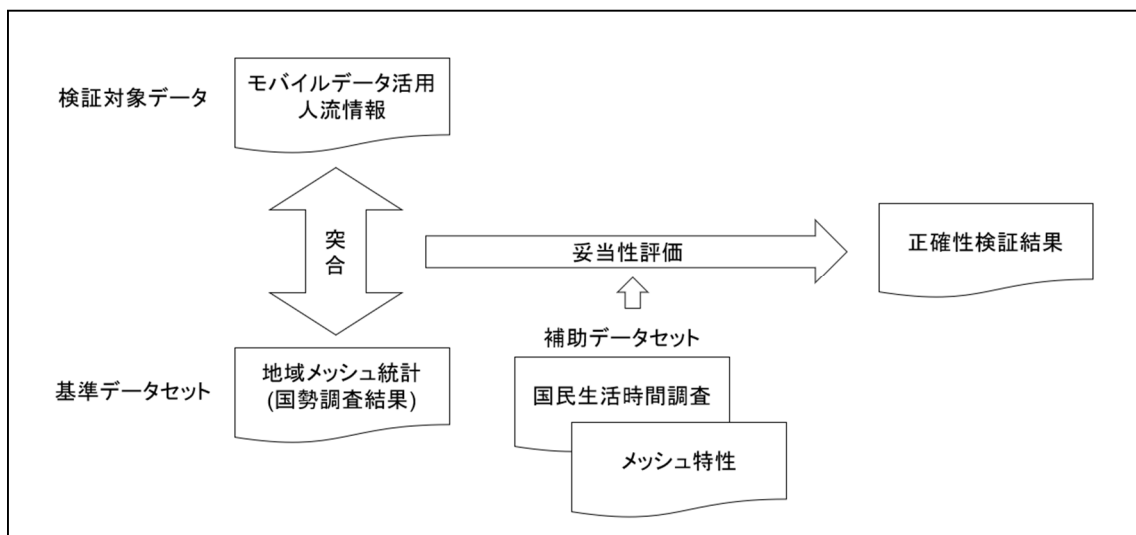 検証対象データ
モバイルデータ活用
人流情報
突
合
妥当性評価
正確性検証結果
補助データセット
基準データセット
地域メッシュ統計
(国勢調査結果)
国民生活時間調査
メッシュ特性